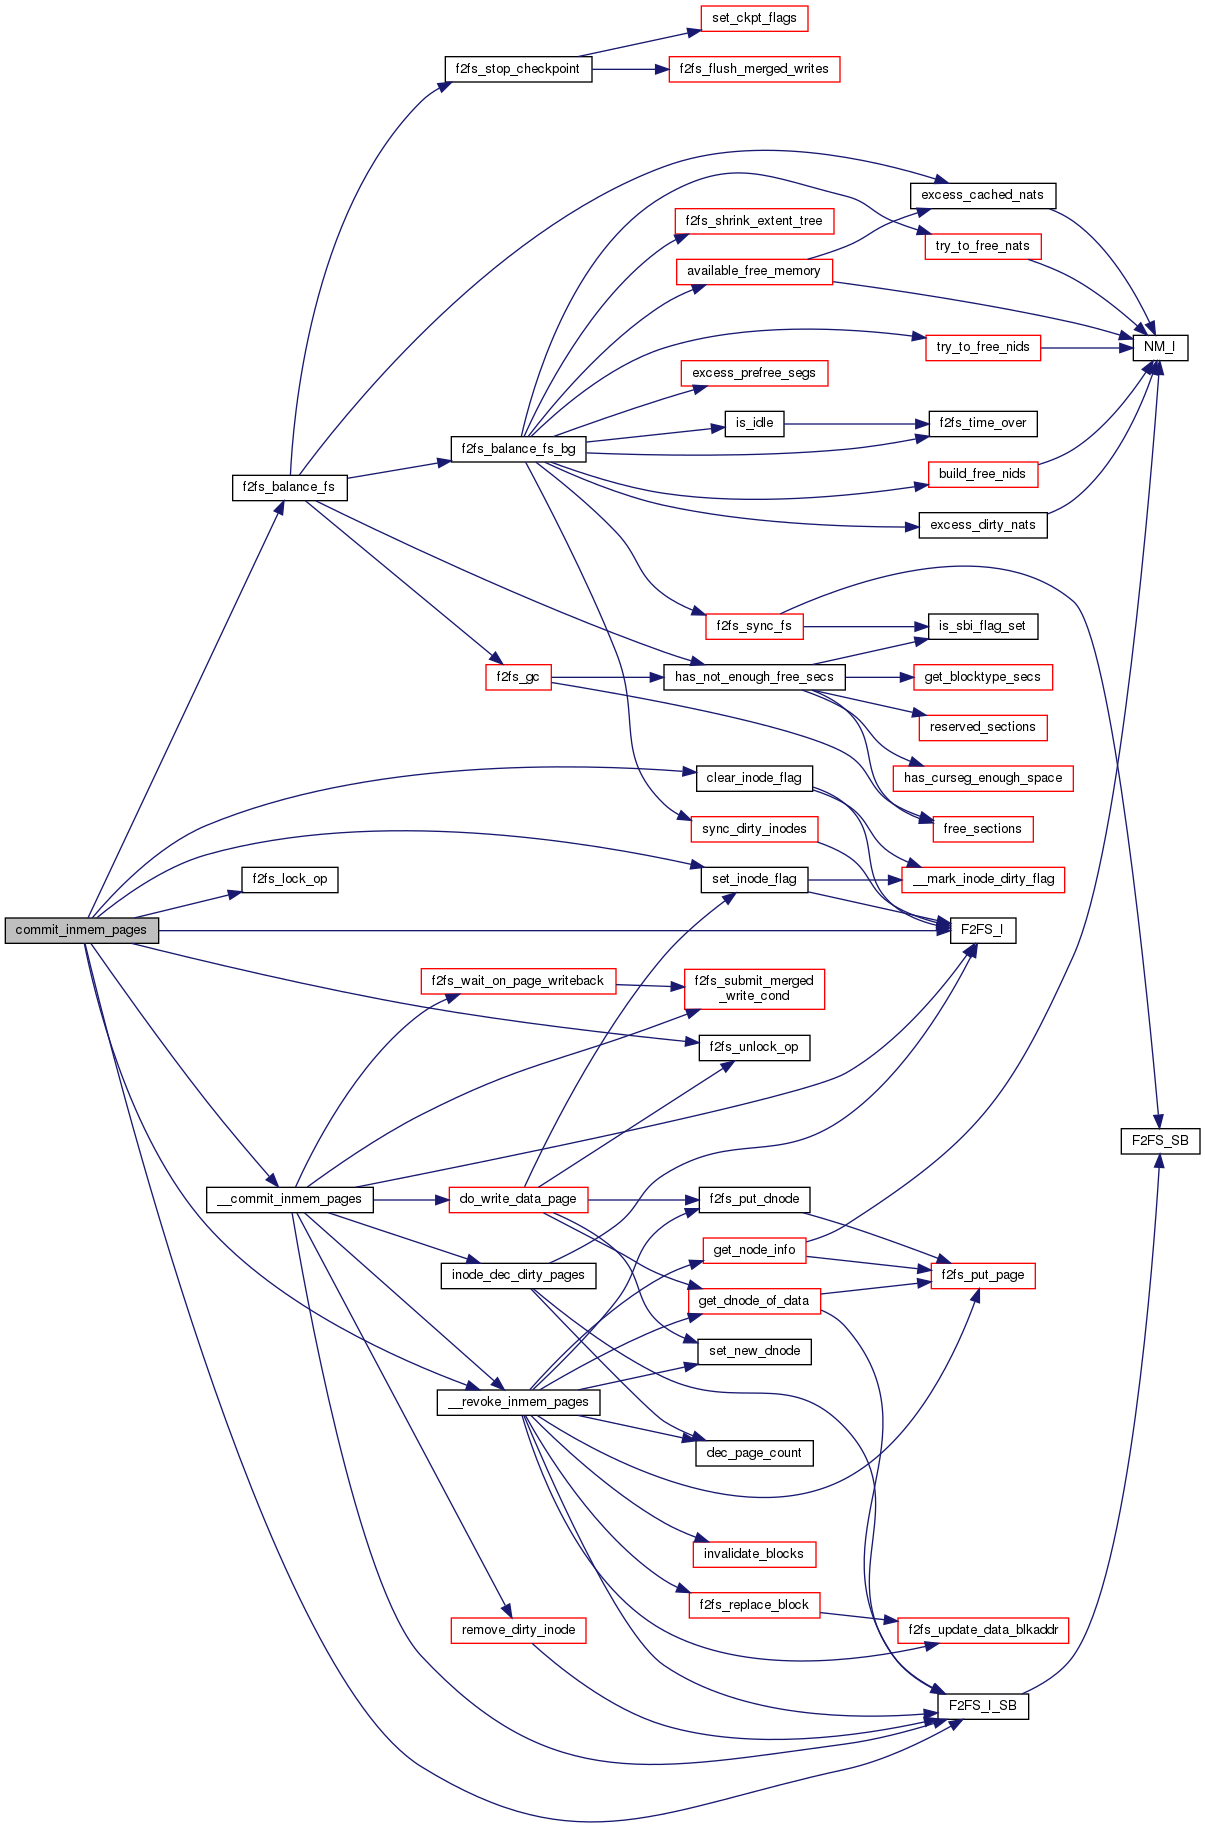 set_ckpt_flags
f2fs_stop_checkpoint
f2fs_flush_merged_writes
excess_cached_nats
f2fs_shrink_extent_tree
try_to_free_nats
available_free_memory
NM_I
try_to_free_nids
excess_prefree_segs
is_idle
f2fs_time_over
f2fs_balance_fs_bg
build_free_nids
f2fs_balance_fs
excess_dirty_nats
f2fs_sync_fs
is_sbi_flag_set
f2fs_gc
has_not_enough_free_secs
get_blocktype_secs
reserved_sections
clear_inode_flag
has_curseg_enough_space
sync_dirty_inodes
free_sections
f2fs_lock_op
set_inode_flag
__mark_inode_dirty_flag
commit_inmem_pages
F2FS_I
f2fs_wait_on_page_writeback
f2fs_submit_merged
_write_cond
f2fs_unlock_op
F2FS_SB
__commit_inmem_pages
do_write_data_page
f2fs_put_dnode
get_node_info
inode_dec_dirty_pages
f2fs_put_page
get_dnode_of_data
set_new_dnode
__revoke_inmem_pages
dec_page_count
invalidate_blocks
f2fs_replace_block
remove_dirty_inode
f2fs_update_data_blkaddr
F2FS_I_SB